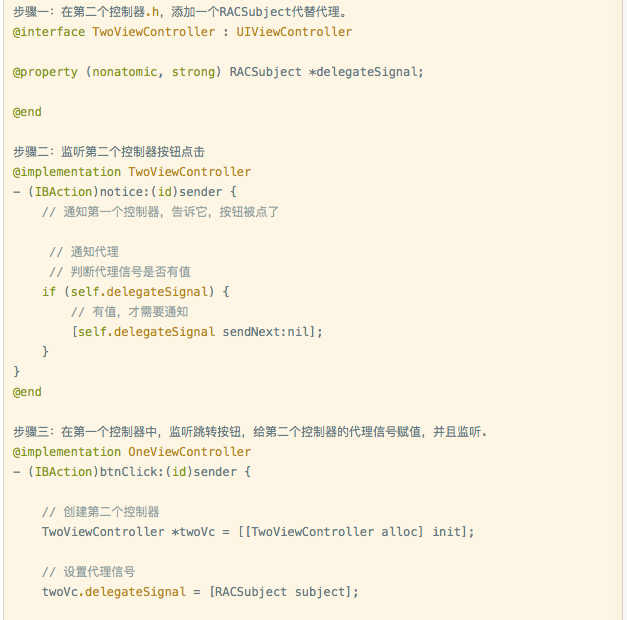 步骤一：在第二个控制器.h，添加一个RACSubject代替代理。
@interface TwoViewController : UIViewController
@property (nonatomic, strong) RACSubject *delegateSignal;
@end
步骤二：监听第二个控制器按钮点击
@implementation TwoViewController
- (IBAction)notice:(id)sender {
// 通知第一个控制器，告诉它，按钮被点了
// 通知代理
// 判断代理信号是否有值
if (self.delegateSignal) {
// 有值，才需要通知
[self.delegateSignal sendNext:nil];
}
}
@end
步骤三：在第一个控制器中，监听跳转按钮，给第二个控制器的代理信号赋值，并且监听.
@implementation OneViewController
- (IBAction)btnClick:(id)sender {
// 创建第二个控制器
TwoViewController *twoVc = [[TwoViewController alloc] init];
// 设置代理信号
twoVc.delegateSignal = [RACSubject subject];